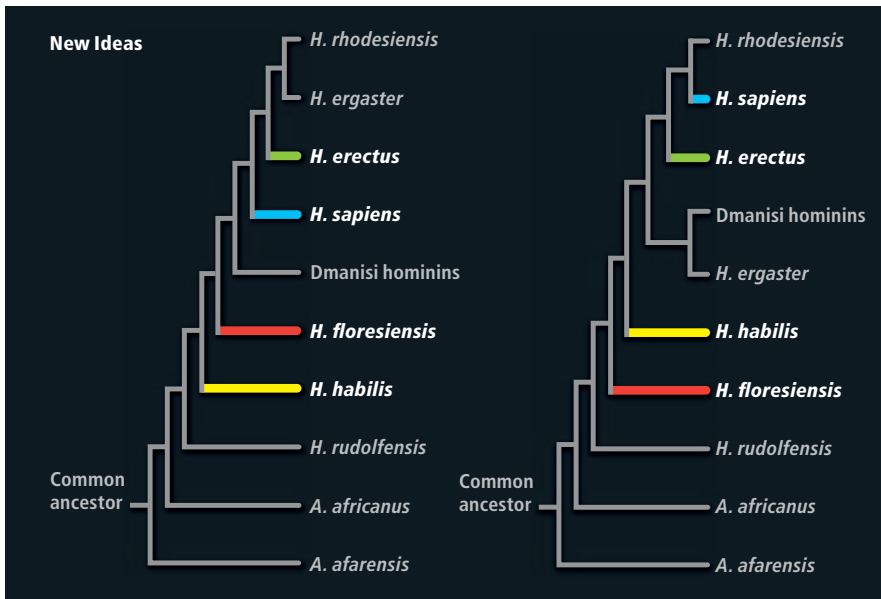 New Ideas
H. rhodesiensis
H. ergaster
H. erectus
H. sapiens
Dmanisi hominins
H. floresiensis
H. habilis
H. rudolfensis
Common
ancestor
A. africanus
A. afarensis
H. rhodesiensis
H. sapiens
H. erectus
Dmanisi hominins
H. ergaster
H. habilis
H. floresiensis
H. rudolfensis
Common
ancestor
A. africanus
A. afarensis